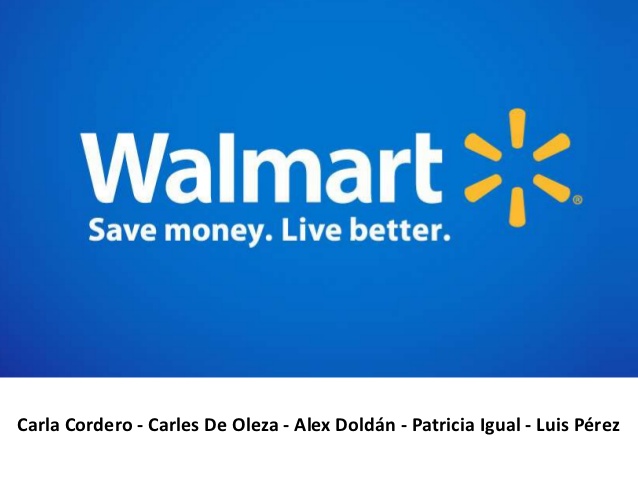 Walmart ®
Save money. Live better.
Carla Cordero - Carles De Oleza - Alex Doldán - Patricia Igual - Luis Pérez